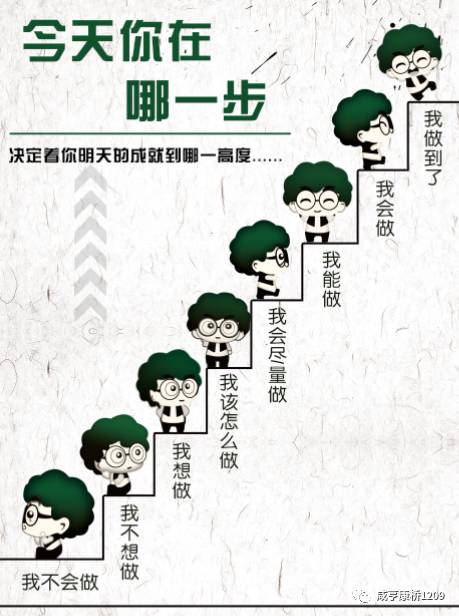 今天你在
哪一步
决定着你明天的成就到哪一高度......
我做到了
我会做
我能做
我会尽量做
我该怎么做
我想做
我不想做
我不会做
咸亨康桥1209